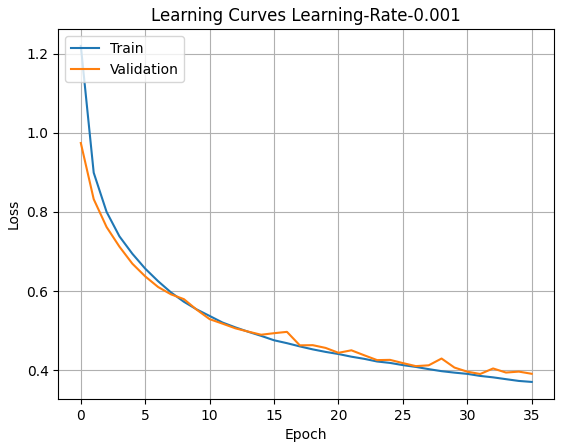 Learning Curves Learning-Rate-0.001
Train
Validation
1.2
1.0
0.8
0.6
0.4
Loss
0 5 10 15 20 25 30 35
Epoch